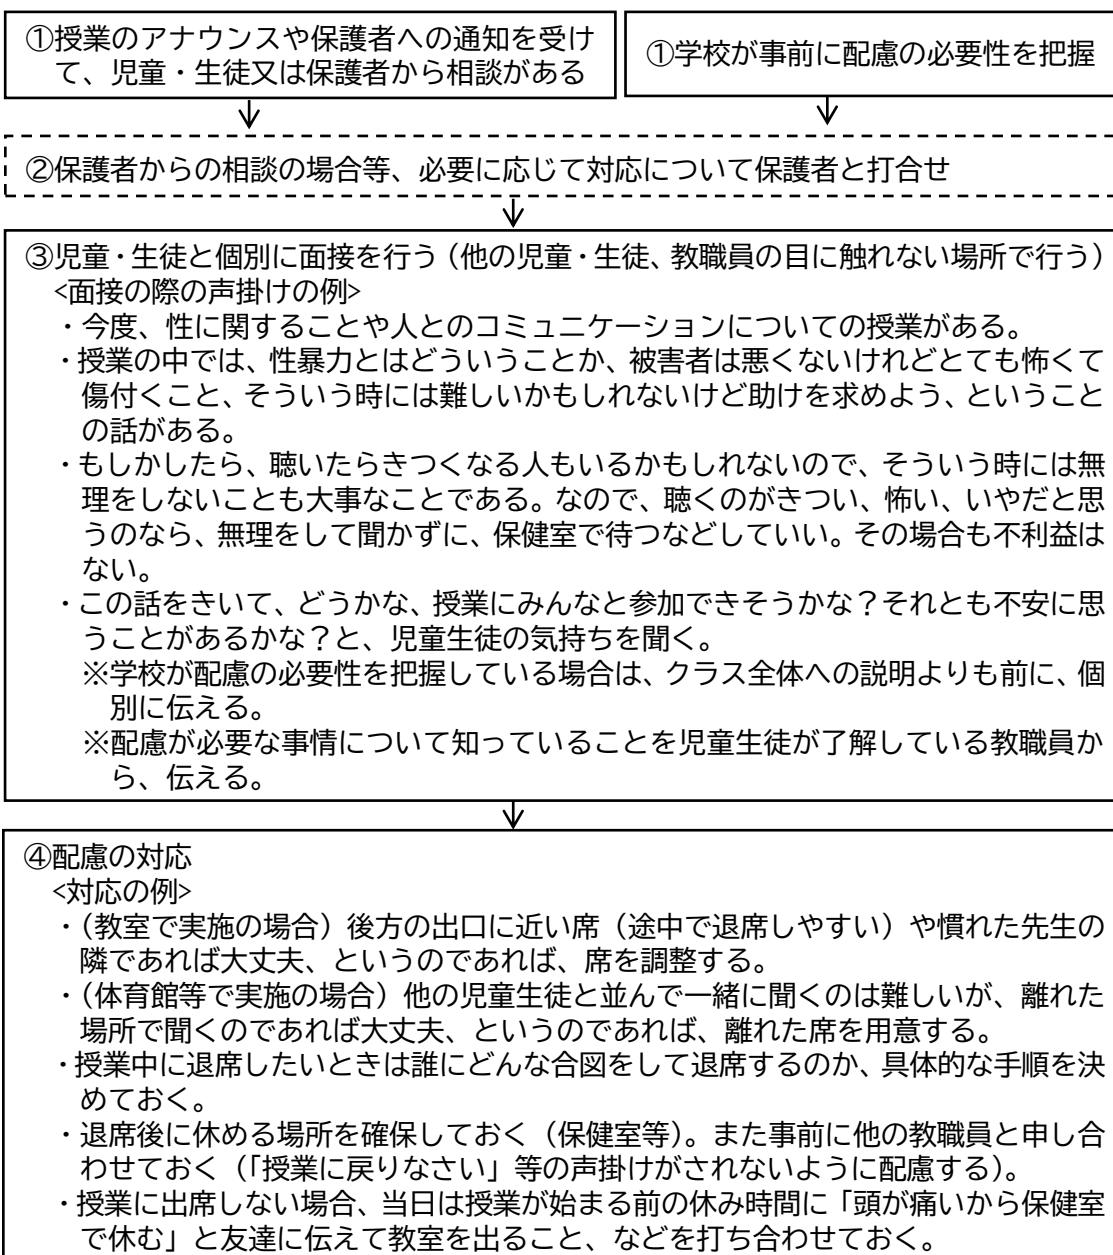 ①授業のアナウンスや保護者への通知を受け
て、児童・生徒又は保護者から相談がある
①学校が事前に配慮の必要性を把握
②保護者からの相談の場合等、必要に応じて対応について保護者と打合せ
③児童・生徒と個別に面接を行う（他の児童・生徒、教職員の目に触れない場所で行う）
<面接の際の声掛けの例>
・今度、性に関することや人とのコミュニケーションについての授業がある。
・授業の中では、性暴力とはどういうことか、被害者は悪くないけれどとても怖くて
傷付くこと、そういう時には難しいかもしれないけど助けを求めよう、ということ
の話がある。
・もしかしたら、聴いたらきつくなる人もいるかもしれないので、そういう時には無
理をしないことも大事なことである。なので、聴くのがきつい、怖い、いやだと思
うのなら、無理をして聞かずに、保健室で待つなどしていい。その場合も不利益は
ない。
・この話をきいて、どうかな、授業にみんなと参加できそうかな？それとも不安に思
うことがあるかな？と、児童生徒の気持ちを聞く。
※学校が配慮の必要性を把握している場合は、クラス全体への説明よりも前に、個
別に伝える。
※配慮が必要な事情について知っていることを児童生徒が了解している教職員か
ら、伝える。
④配慮の対応
<対応の例>
・（教室で実施の場合）後方の出口に近い席（途中で退席しやすい）や慣れた先生の
隣であれば大丈夫、というのであれば、席を調整する。
・（体育館等で実施の場合）他の児童生徒と並んで一緒に聞くのは難しいが、離れた
場所で聞くのであれば大丈夫、というのであれば、離れた席を用意する。
・授業中に退席したいときは誰にどんな合図をして退席するのか、具体的な手順を決
めておく。
・退席後に休める場所を確保しておく（保健室等）。また事前に他の教職員と申し合
わせておく（「授業に戻りなさい」等の声掛けがされないように配慮する）。
・授業に出席しない場合、当日は授業が始まる前の休み時間に「頭が痛いから保健室
で休む」と友達に伝えて教室を出ること、などを打ち合わせておく。